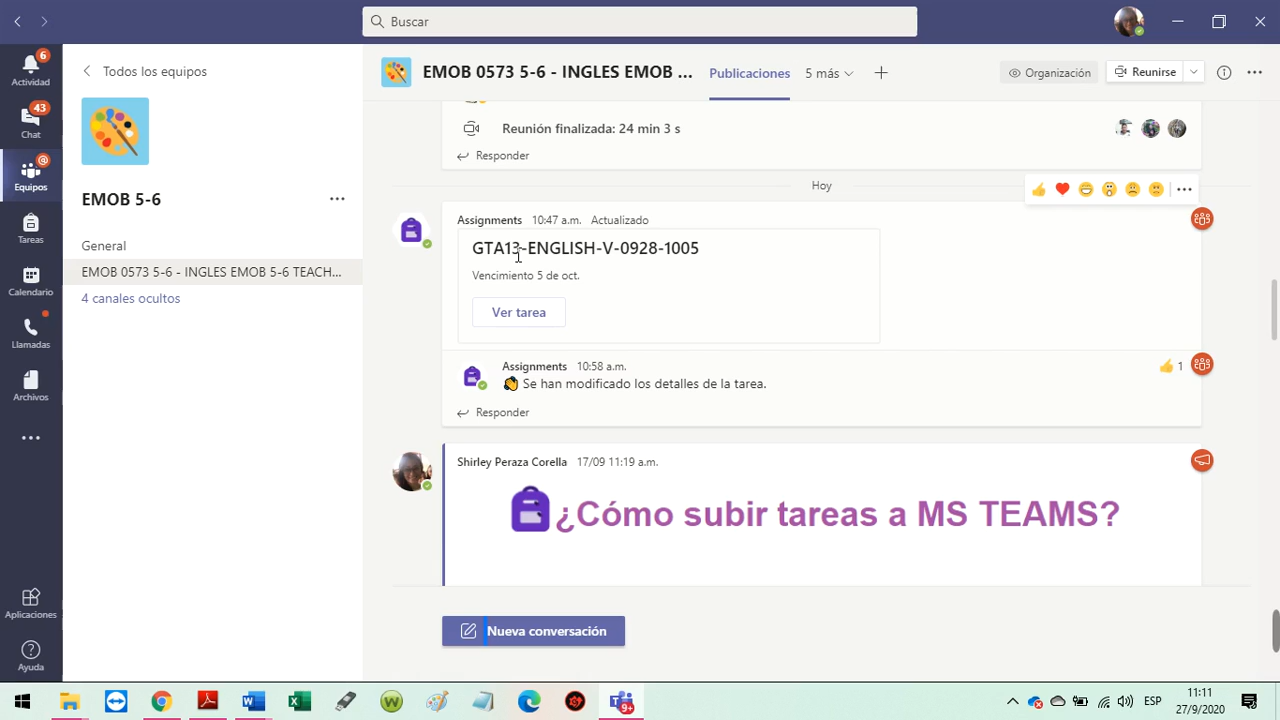 Buscar
6
Actividad
43
Chat
@
Equipos
Tareas
Calendario
Llamadas
Archivos
Aplicaciones
Ayuda
Todos los equipos
EMOB 5-6
General
EMOB 0573 5-6 - INGLES EMOB 5-6 TEACH...
4 canales ocultos
EMOB 0573 5-6 - INGLES EMOB ...
Publicaciones
5 más
Organización
Reunirse
Reunión finalizada: 24 min 3 s
Responder
Hoy
Assignments 10:47 a.m. Actualizado
GTA13-ENGLISH-V-0928-1005
Vencimiento 5 de oct.
Ver tarea
Assignments 10:58 a.m.
1
Se han modificado los detalles de la tarea.
Responder
Shirley Peraza Corella 17/09 11:19 a.m.
¿Cómo subir tareas a MS TEAMS?
Nueva conversación
9+
ESP
11:11
27/9/2020